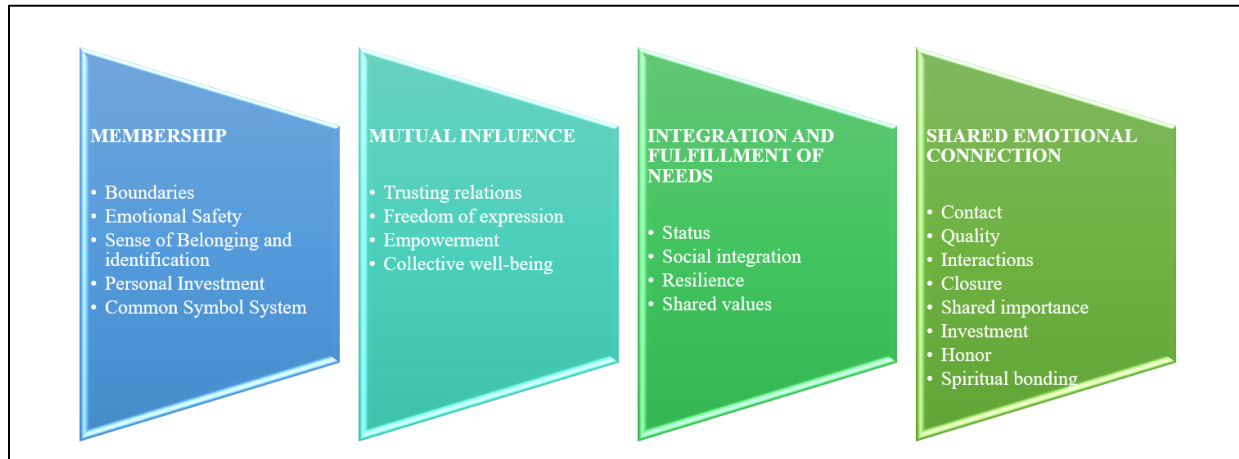 MEMBERSHIP
• Boundaries
• Emotional Safety
• Sense of Belonging and
identification
• Personal Investment
• Common Symbol System
MUTUAL INFLUENCE
• Trusting relations
• Freedom of expression
• Empowerment
• Collective well-being
INTEGRATION AND
FULFILLMENT OF
NEEDS
• Status
• Social integration
• Resilience
• Shared values
SHARED EMOTIONAL
CONNECTION
• Contact
• Quality
• Interactions
• Closure
• Shared importance
• Investment
• Honor
• Spiritual bonding